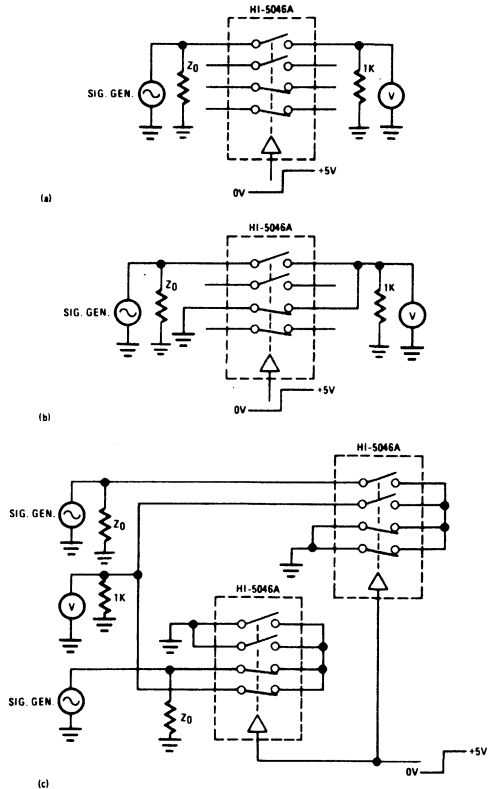 HI-5046A
Z0
1K
SIG. GEN.
V
+5V
0V
(a)
HI-5046A
Z0
1K
SIG. GEN.
V
0V
+5V
(b)
HI-5046A
SIG. GEN.
Z0
HI-5046A
V
1K
SIG. GEN.
Z0
+5V
0V
(c)